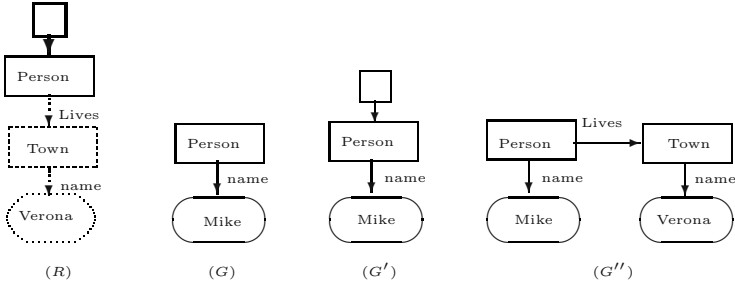 Person
Lives
Town
name
Verona
(R)
Person
name
Mike
(G)
Person
name
Mike
(G′)
Person
Lives
Town
name
name
Mike
Verona
(G′′)